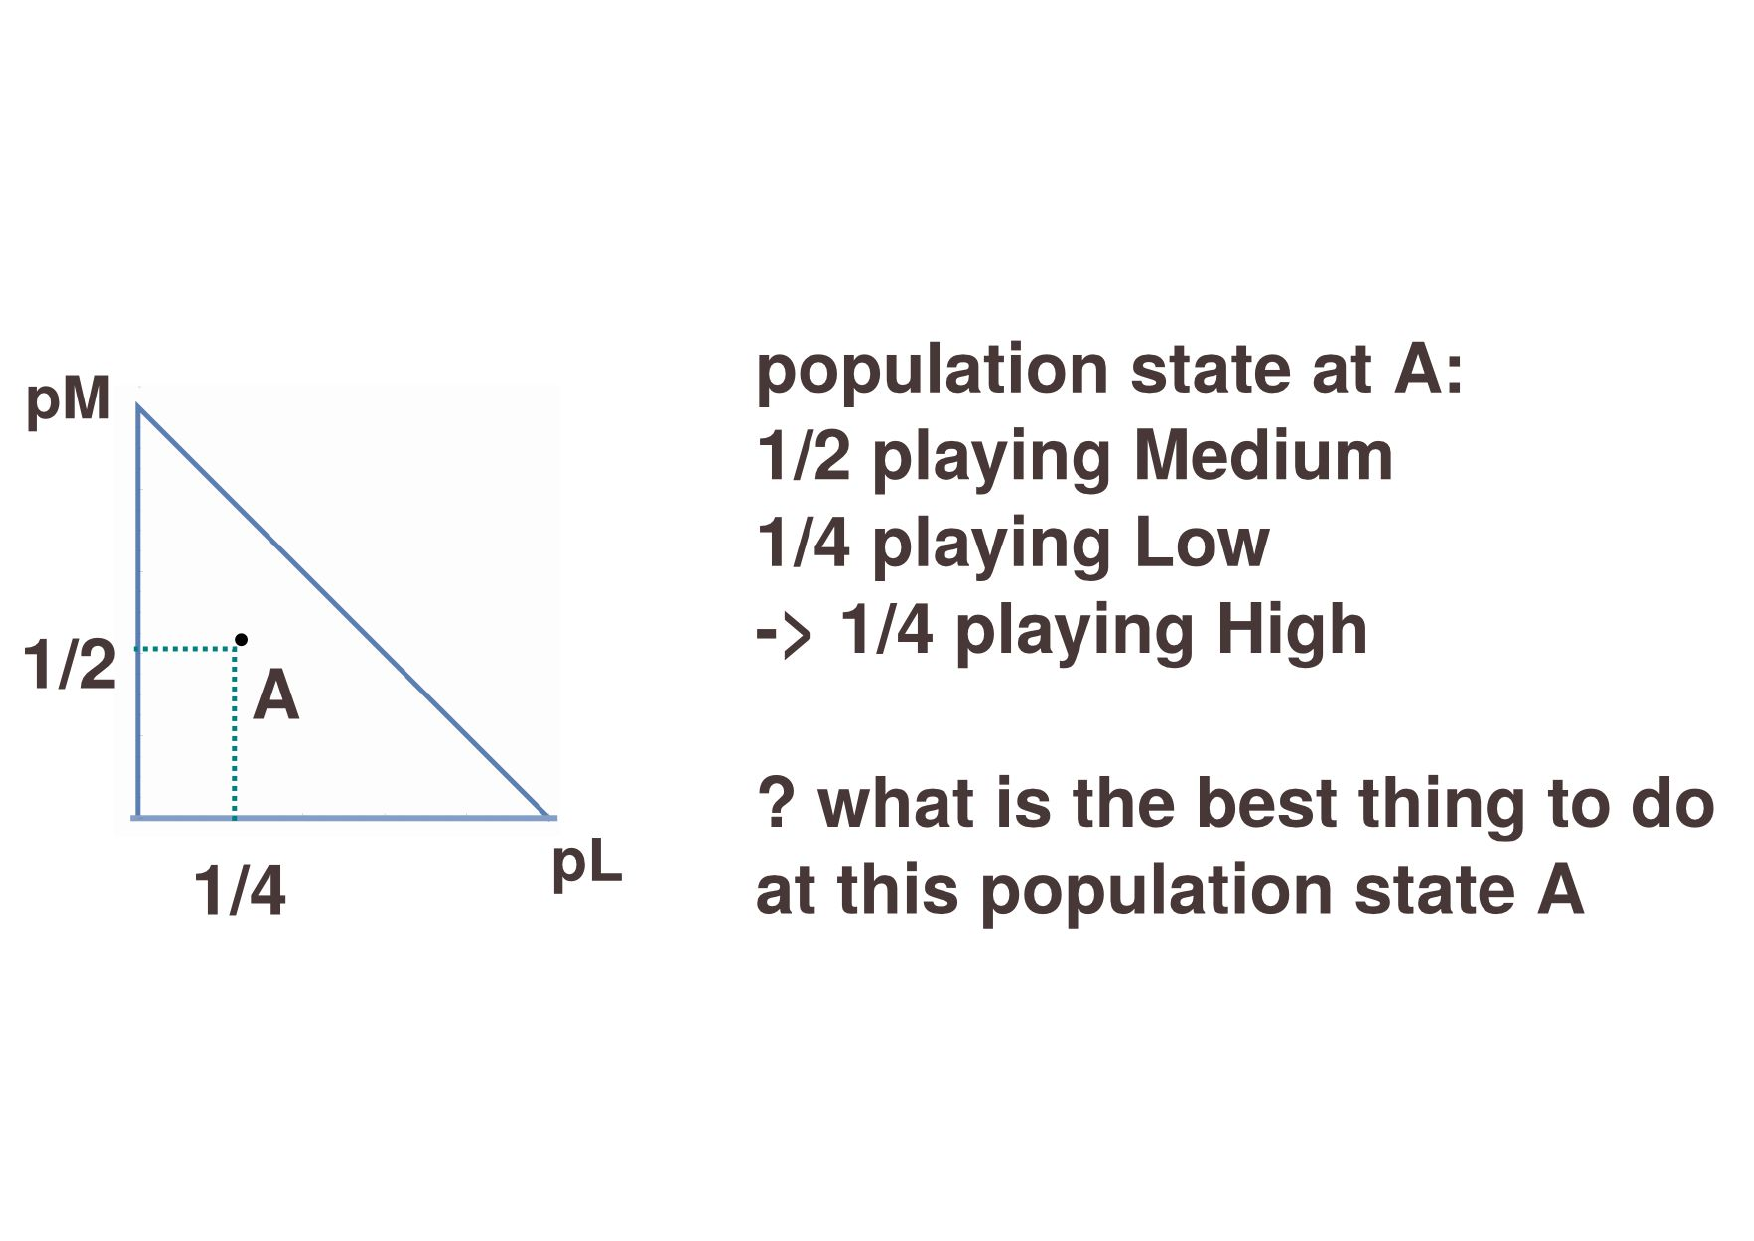 pM
1/2
A
1/4
pL
population state at A:
1/2 playing Medium
1/4 playing Low
-> 1/4 playing High
? what is the best thing to do
at this population state A